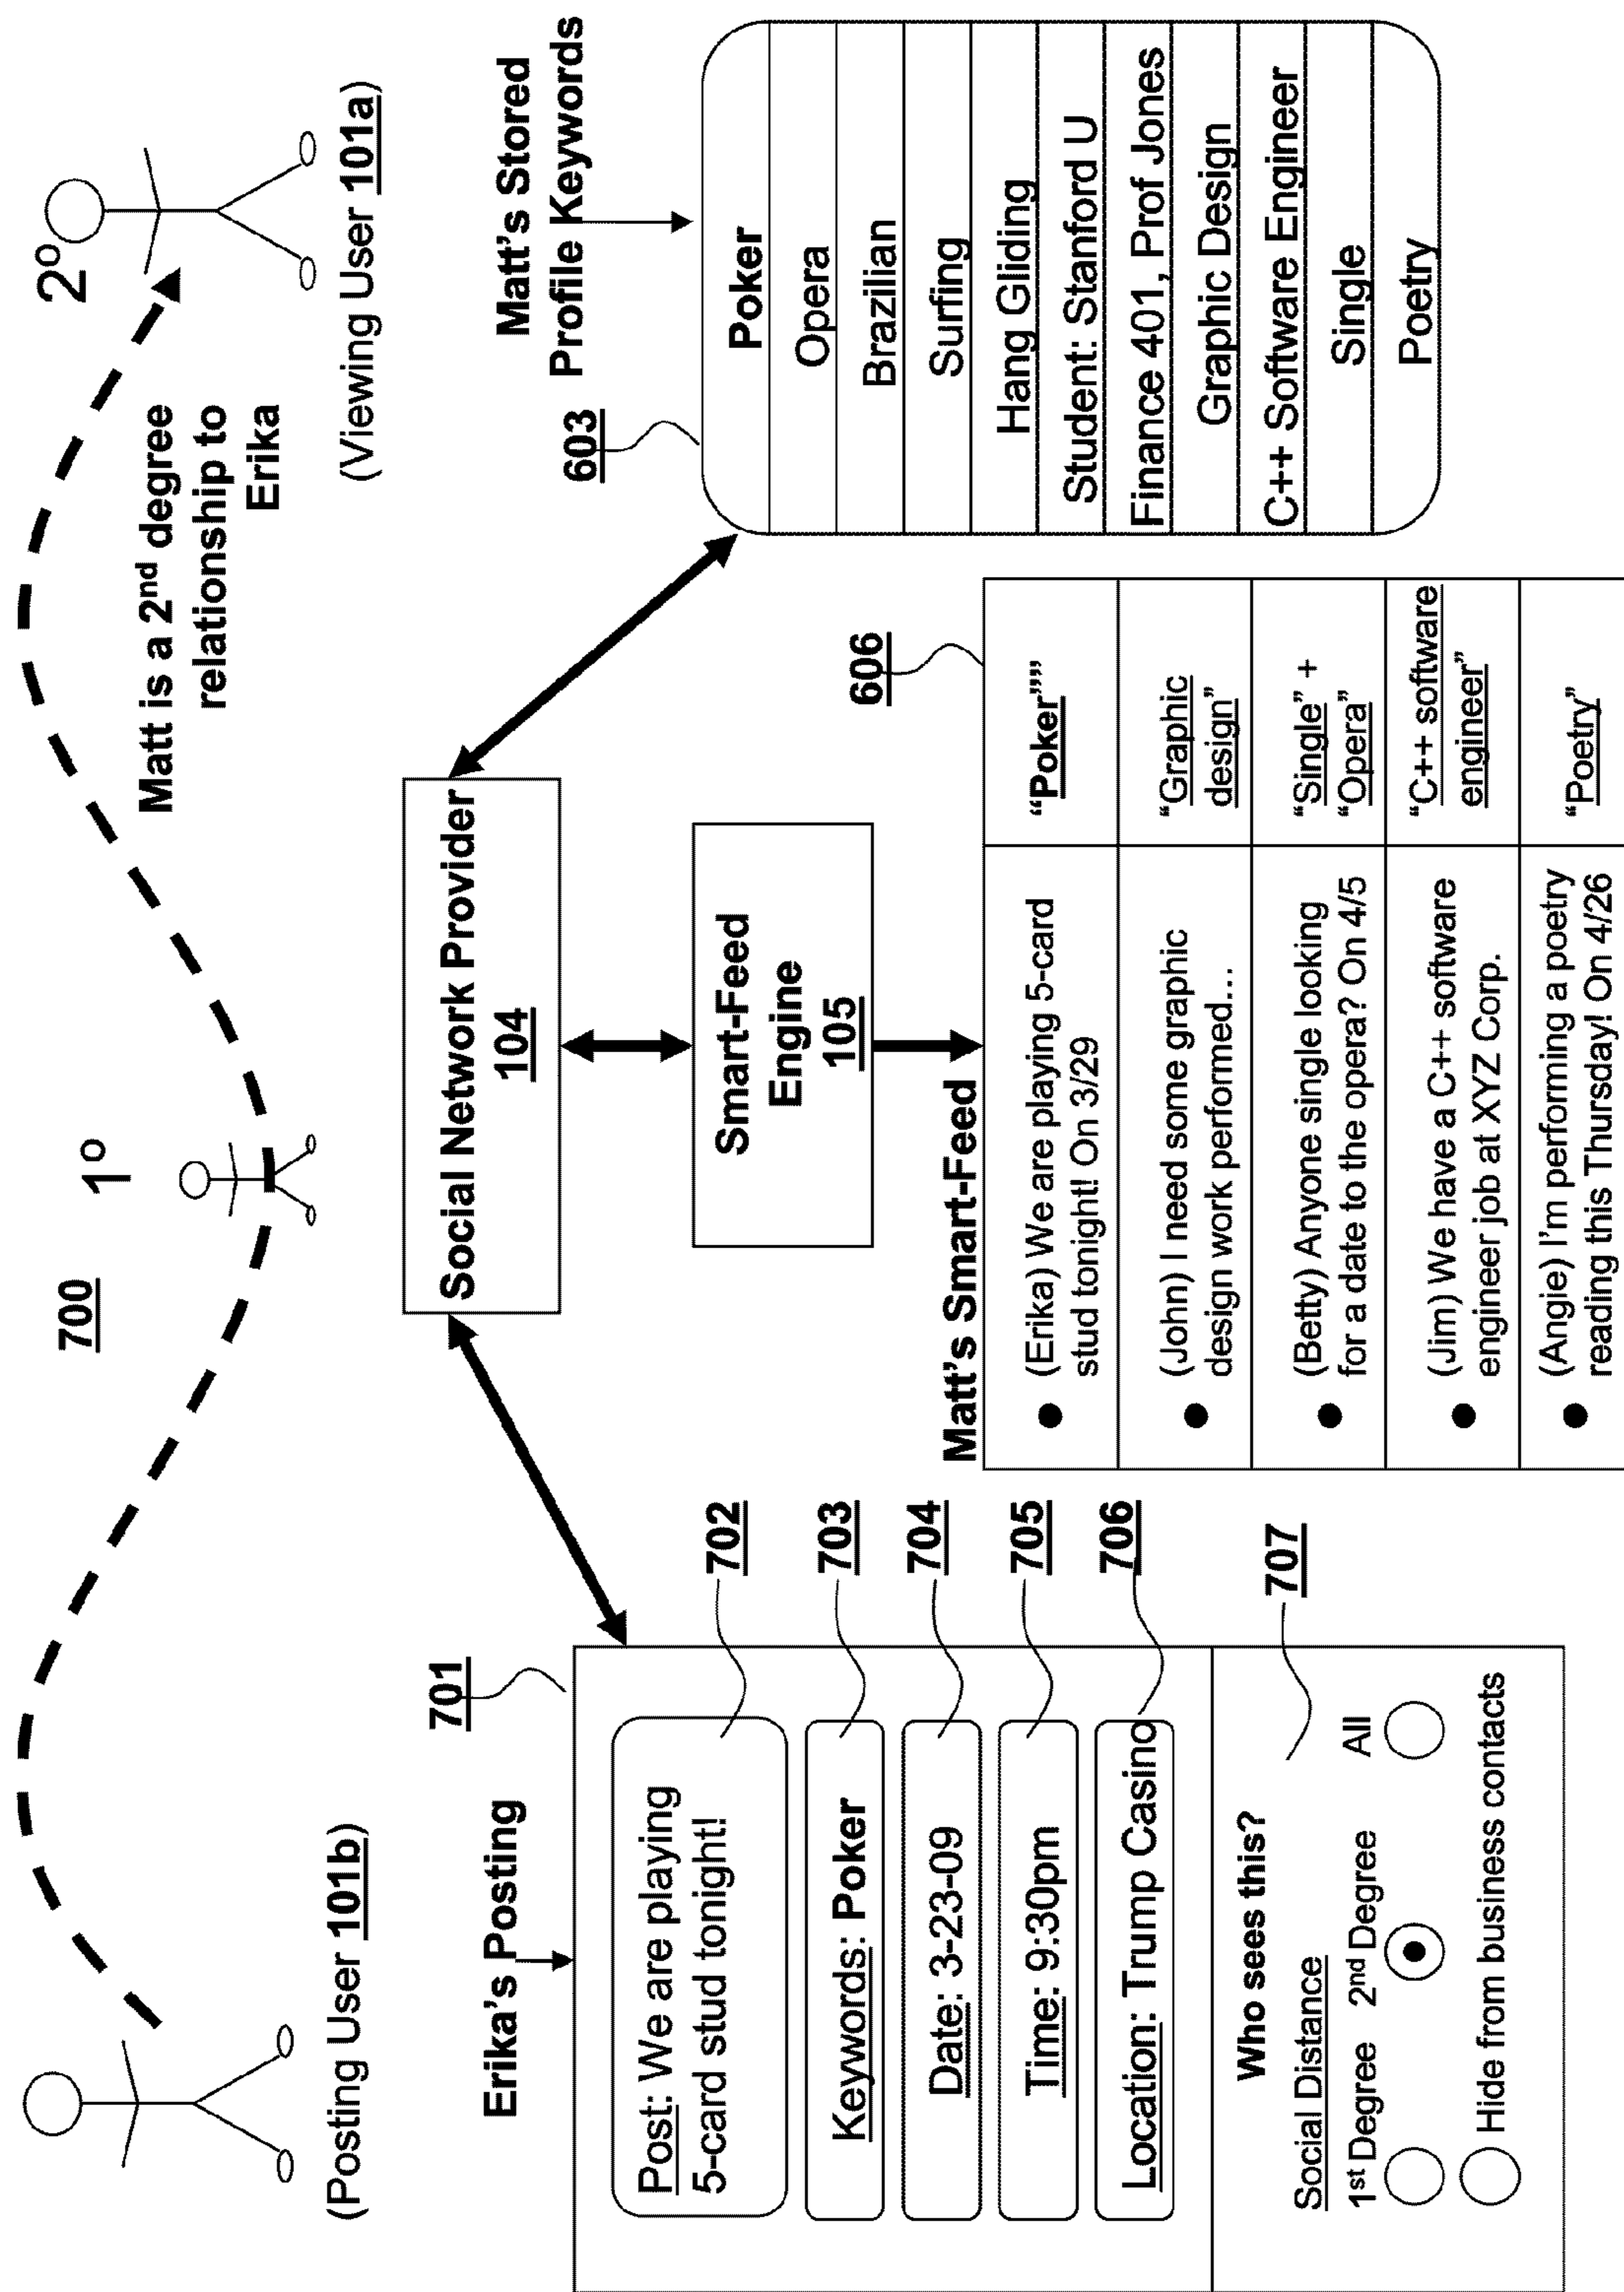 700
1º
2º
Matt is a 2nd degree
relationship to
Erika
(Posting User 101b)
(Viewing User 101a)
Erika's Posting
701
Post: We are playing
5-card stud tonight!
702
Keywords: Poker
703
Date: 3-23-09
704
Time: 9:30pm
705
Location: Trump Casino
706
Who sees this?
707
Social Distance
1st Degree 2nd Degree All
Hide from business contacts
Social Network Provider
104
Smart-Feed
Engine
105
Matt's Smart-Feed
606
(Erika) We are playing 5-card
stud tonight! On 3/29
“Poker””
(John) I need some graphic
design work performed...
“Graphic
design”
(Betty) Anyone single looking
for a date to the opera? On 4/5
“Single” +
“Opera”
(Jim) We have a C++ software
engineer job at XYZ Corp.
“C++ software
engineer”
(Angie) I'm performing a poetry
reading this Thursday! On 4/26
“Poetry”
Matt's Stored
Profile Keywords
603
Poker
Opera
Brazilian
Surfing
Hang Gliding
Student: Stanford U
Finance 401, Prof Jones
Graphic Design
C++ Software Engineer
Single
Poetry